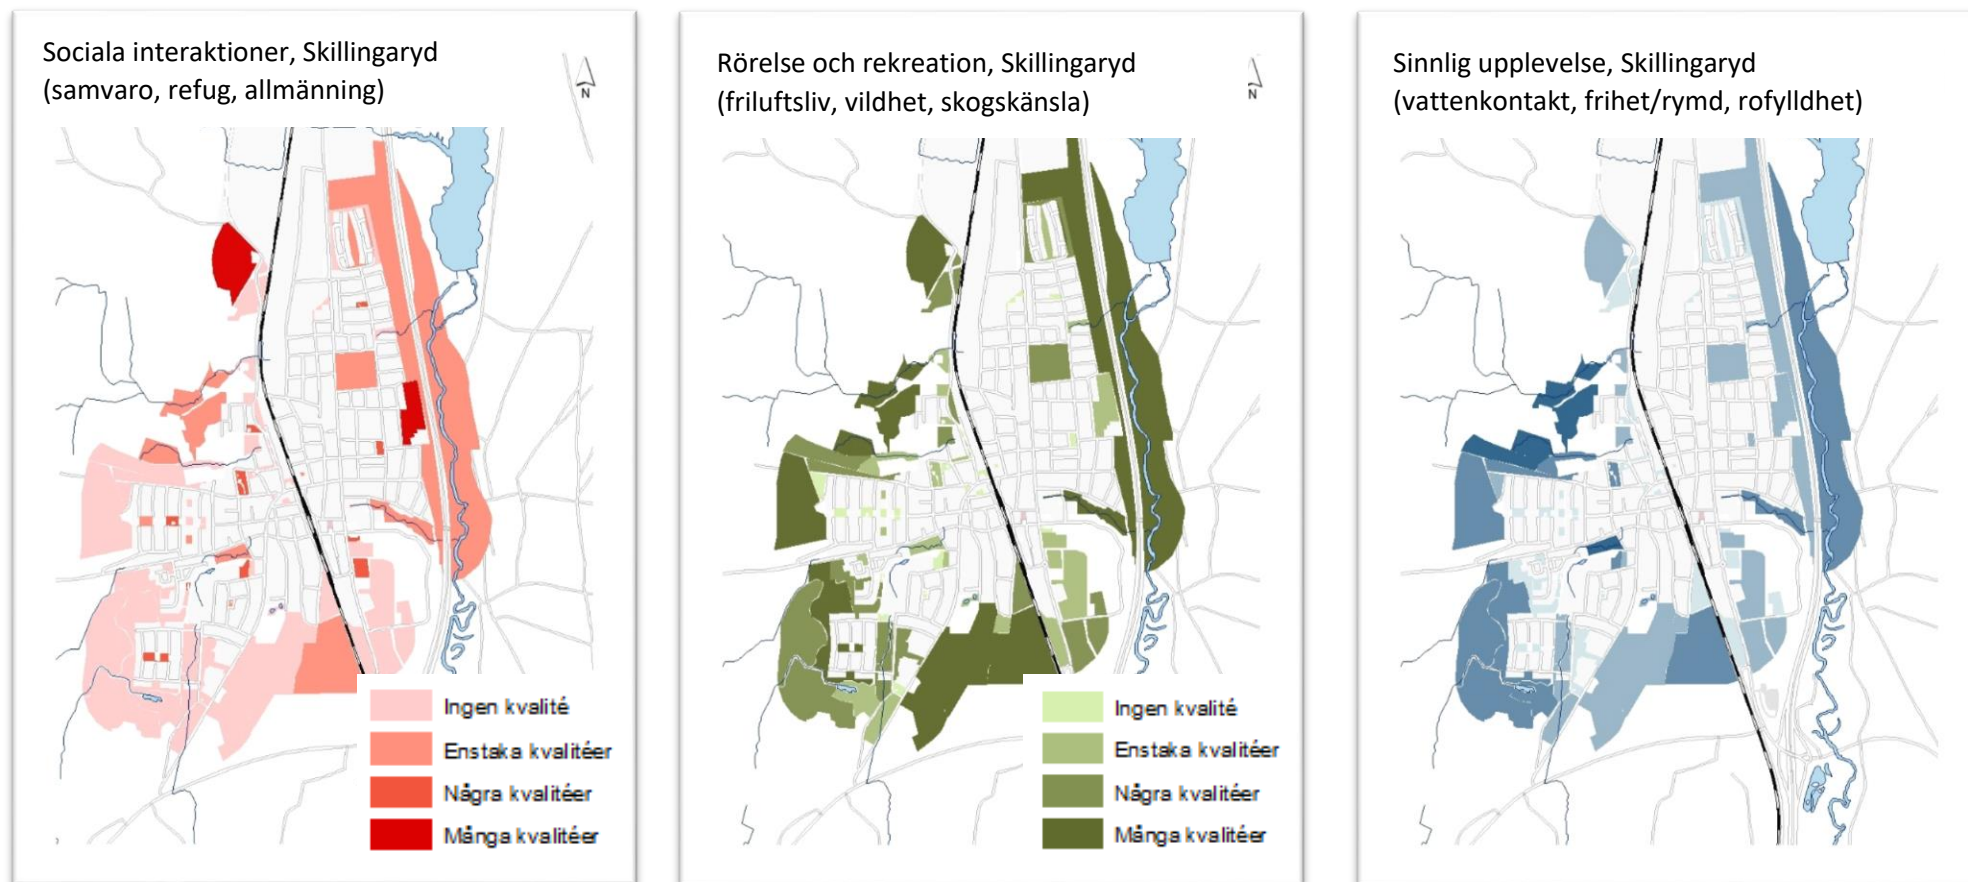 Sociala interaktioner, Skillingaryd
(samvaro, refug, allmänning)
N
Ingen kvalité
Enstaka kvalitéer
Några kvalitéer
Många kvalitéer
Rörelse och rekreation, Skillingaryd
(friluftsliv, vildhet, skogskänsla)
N
Ingen kvalité
Enstaka kvalitéer
Några kvalitéer
Många kvalitéer
Sinnlig upplevelse, Skillingaryd
(vattenkontakt, frihet/rymd, rofylldhet)